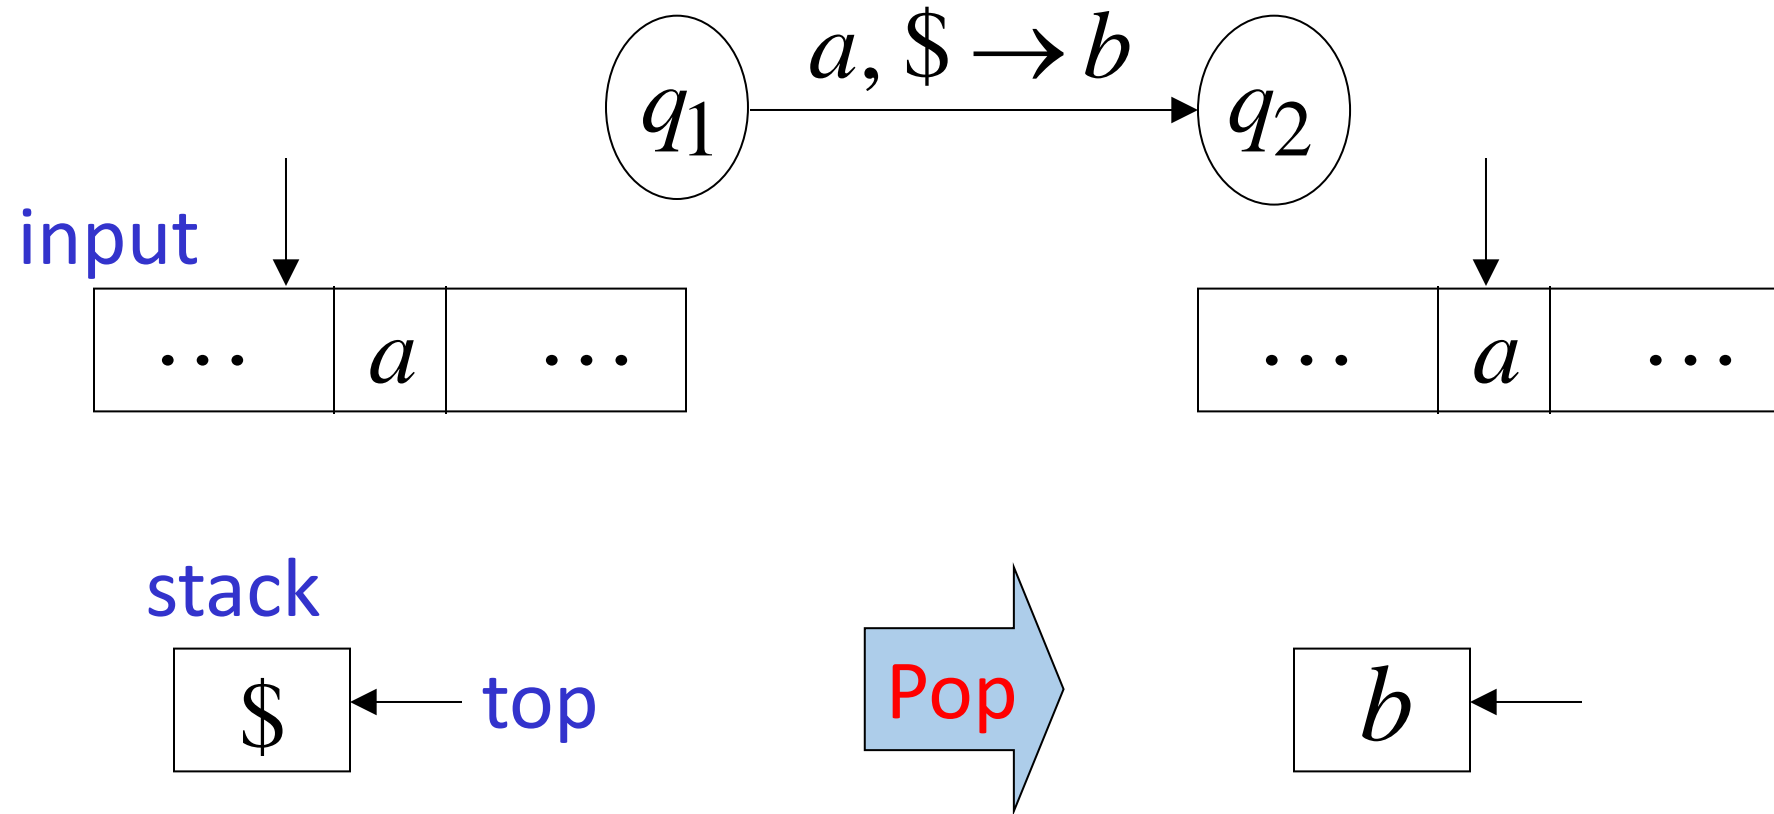 a, $ → b
q1
q2
input
··· a ···
··· a ···
stack
$
top
Pop
b